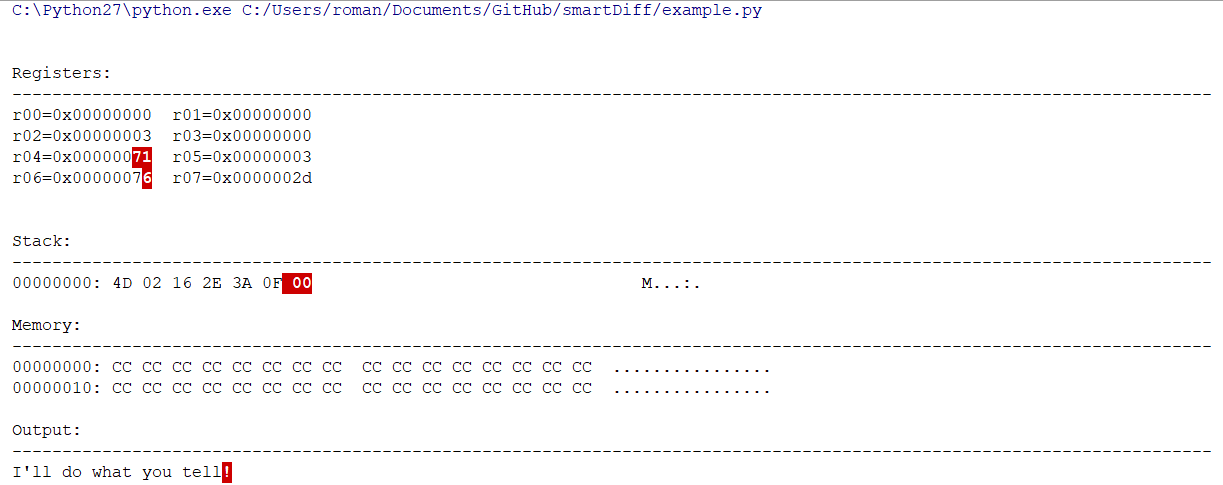 C:\Python27\python.exe C:/Users/roman/Documents/GitHub/smartDiff/example.py
Registers:
------------------------------------------------------------------------------------------------------------------------
r00=0x00000000  r01=0x00000000
r02=0x00000003  r03=0x00000000
r04=0x00000071  r05=0x00000003
r06=0x00000076  r07=0x0000002d
Stack:
------------------------------------------------------------------------------------------------------------------------
00000000: 4D 02 16 2E 3A 0F 00                                 M...:.
Memory:
------------------------------------------------------------------------------------------------------------------------
00000000: CC CC CC CC CC CC CC CC  CC CC CC CC CC CC CC CC  ................
00000010: CC CC CC CC CC CC CC CC  CC CC CC CC CC CC CC CC  ................
Output:
------------------------------------------------------------------------------------------------------------------------
I'll do what you tell!